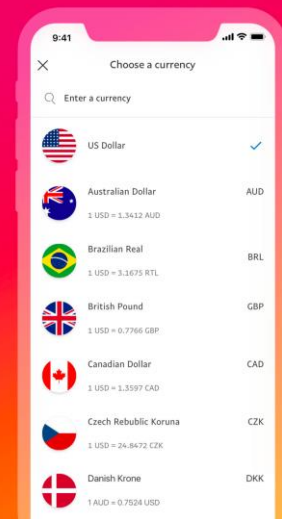 9:41
Choose a currency
Enter a currency
US Dollar
Australian Dollar AUD
1 USD = 1.3412 AUD
Brazilian Real BRL
1 USD = 3.1675 RTL
British Pound GBP
1 USD = 0.7766 GBP
Canadian Dollar CAD
1 USD = 1.3597 CAD
Czech Rebublic Koruna CZK
1 USD = 24.8472 CZK
Danish Krone DKK
1 AUD = 0.7524 USD